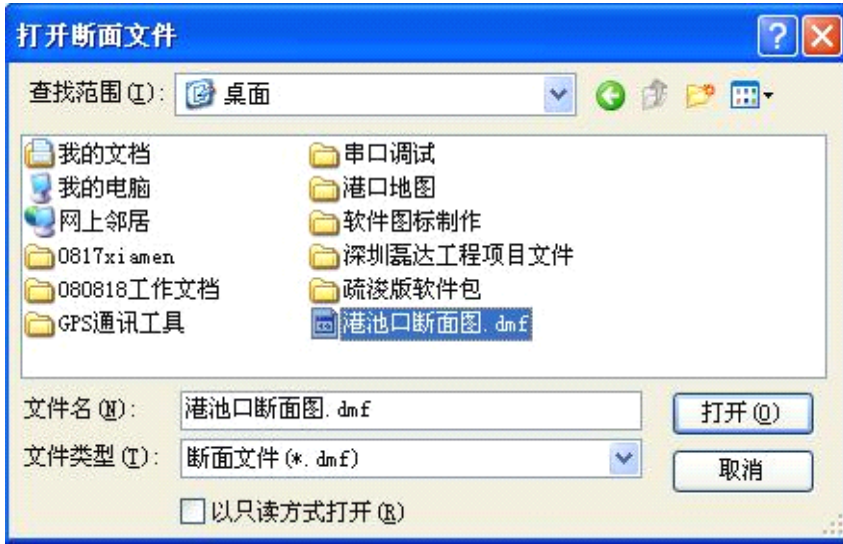 打开断面文件
查找范围(I): 桌面
我的文档
我的电脑
网上邻居
0817xiamen
080818工作文档
GPS通讯工具
串口调试
港口地图
软件图标制作
深圳磊达工程项目文件
疏浚版软件包
港池口断面图.dmf
文件名(N): 港池口断面图.dmf
打开(O)
文件类型(T): 断面文件(*.dmf)
取消
以只读方式打开(R)